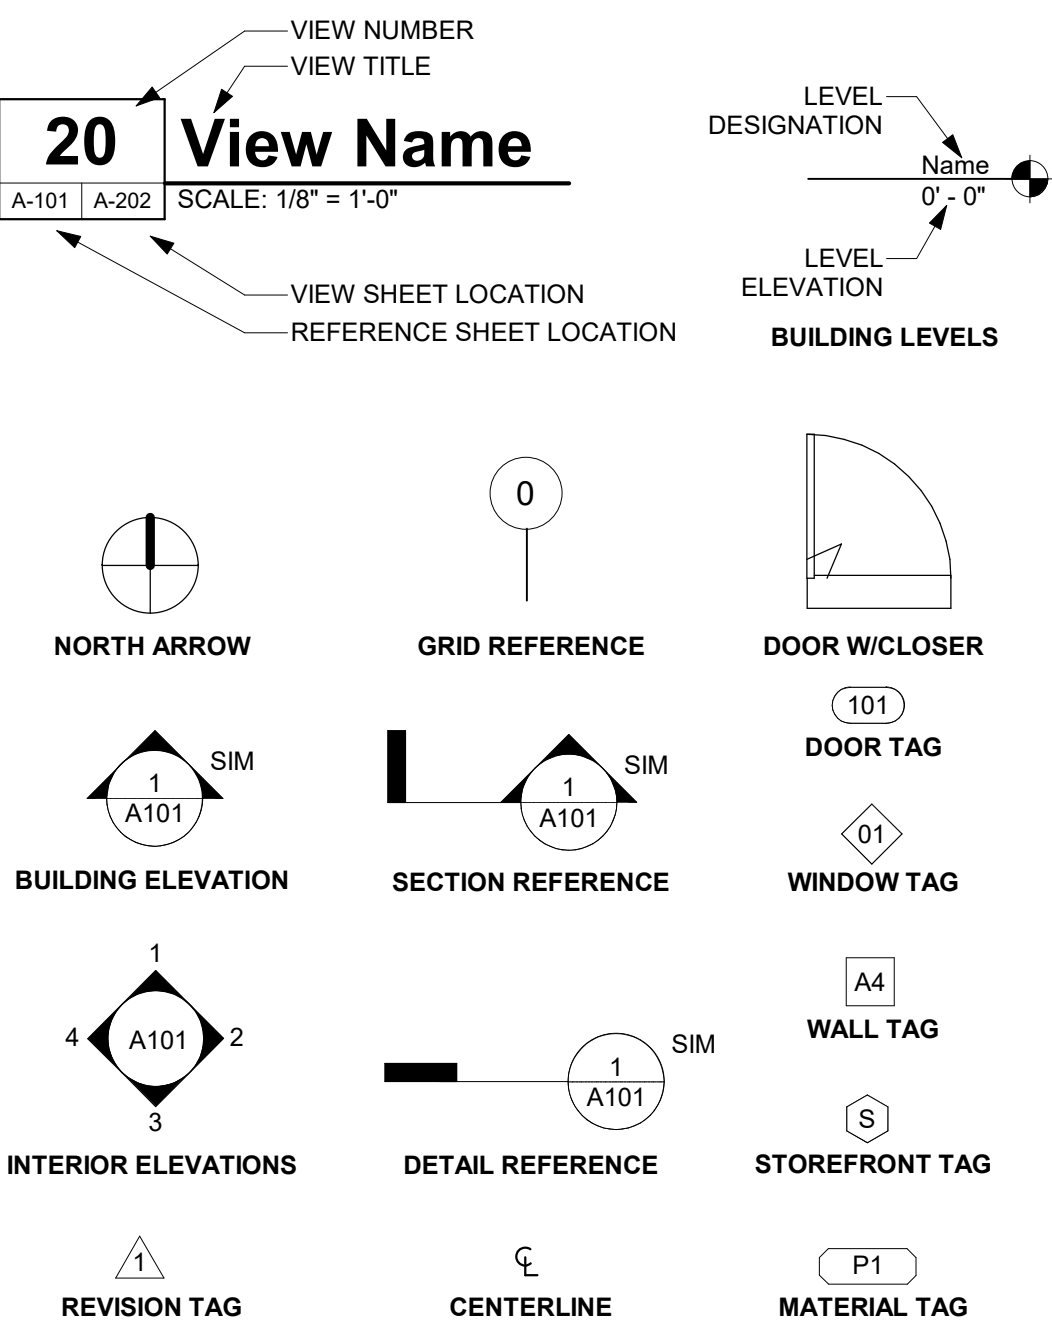 VIEW NUMBER
VIEW TITLE
20
View Name
A-101
A-202
SCALE: 1/8" = 1'-0"
VIEW SHEET LOCATION
REFERENCE SHEET LOCATION
LEVEL
DESIGNATION
Name
0' - 0"
LEVEL
ELEVATION
BUILDING LEVELS
NORTH ARROW
0
GRID REFERENCE
DOOR W/CLOSER
101
DOOR TAG
1
A101
SIM
BUILDING ELEVATION
1
A101
SIM
SECTION REFERENCE
01
WINDOW TAG
1
4
A101
2
3
INTERIOR ELEVATIONS
1
A101
SIM
DETAIL REFERENCE
A4
WALL TAG
S
STOREFRONT TAG
1
REVISION TAG
℄
CENTERLINE
P1
MATERIAL TAG